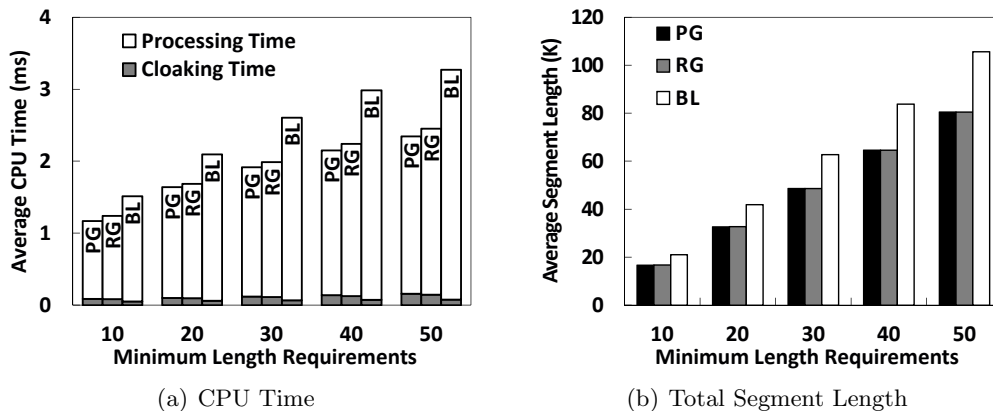 Average CPU Time (ms)
4
3
2
1
0
Processing Time
Cloaking Time
PG
RG
BL
PG
RG
BL
PG
RG
BL
PG
RG
BL
PG
RG
BL
10 20 30 40 50
Minimum Length Requirements
(a) CPU Time
Average Segment Length (K)
120
100
80
60
40
20
0
PG
RG
BL
10 20 30 40 50
Minimum Length Requirements
(b) Total Segment Length